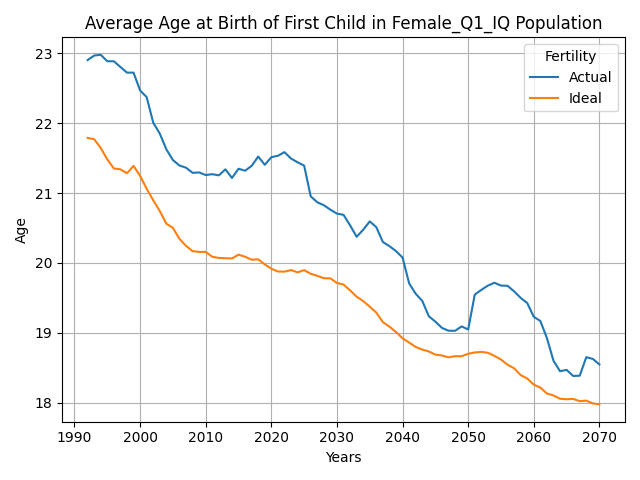 Average Age at Birth of First Child in Female_Q1_IQ Population
Fertility
Actual
Ideal
Age
23
22
21
20
19
18
1990
2000
2010
2020
2030
2040
2050
2060
2070
Years